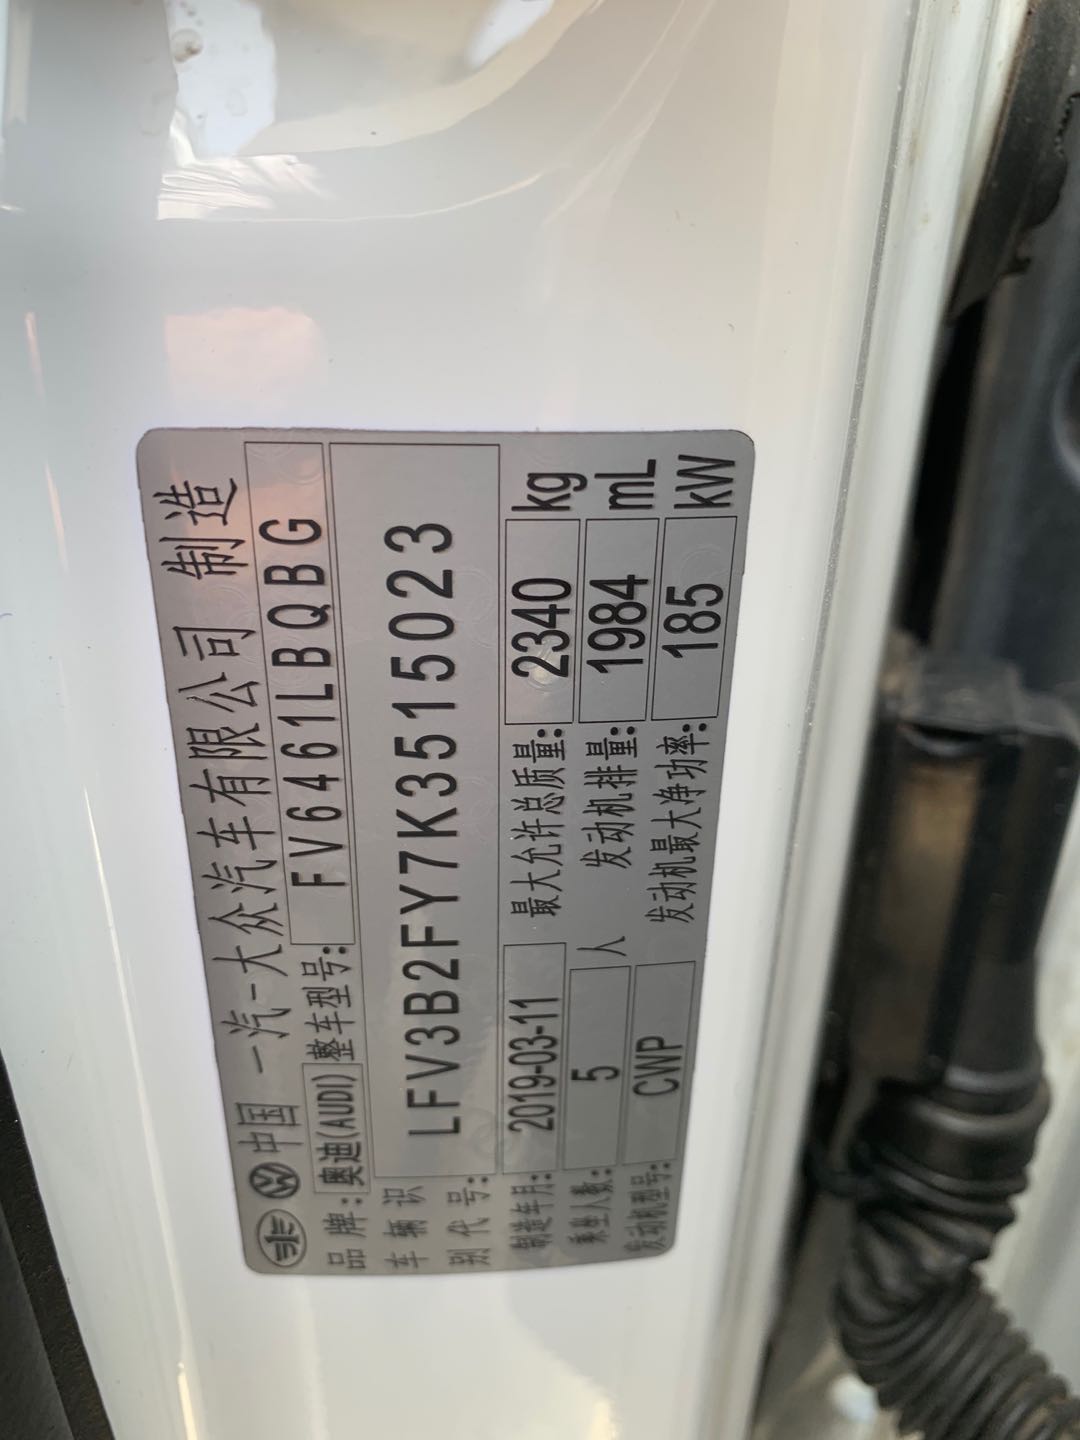 中国 一汽-大众汽车有限公司 制造
品牌: 奥迪(AUDI) 整车型号: FV6461LBQBG
车辆识别代号: LFV3B2FY7K3515023
制造年月: 2019-03-11 最大允许总质量: 2340 kg
乘坐人数: 5 人 发动机排量: 1984 mL
发动机型号: CWP 发动机最大净功率: 185 kW